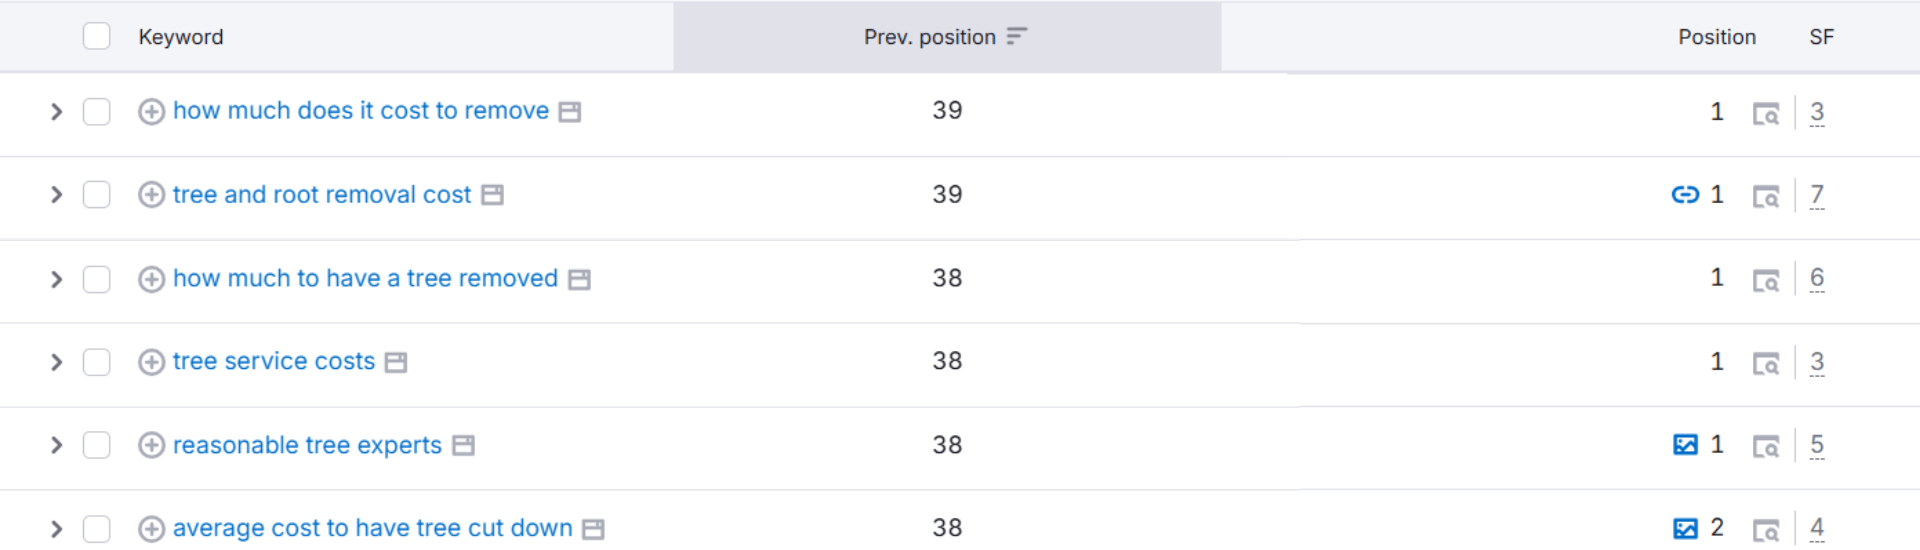 Keyword Prev. position Position SF
how much does it cost to remove 39 1 3
tree and root removal cost 39 1 7
how much to have a tree removed 38 1 6
tree service costs 38 1 3
reasonable tree experts 38 1 5
average cost to have tree cut down 38 2 4